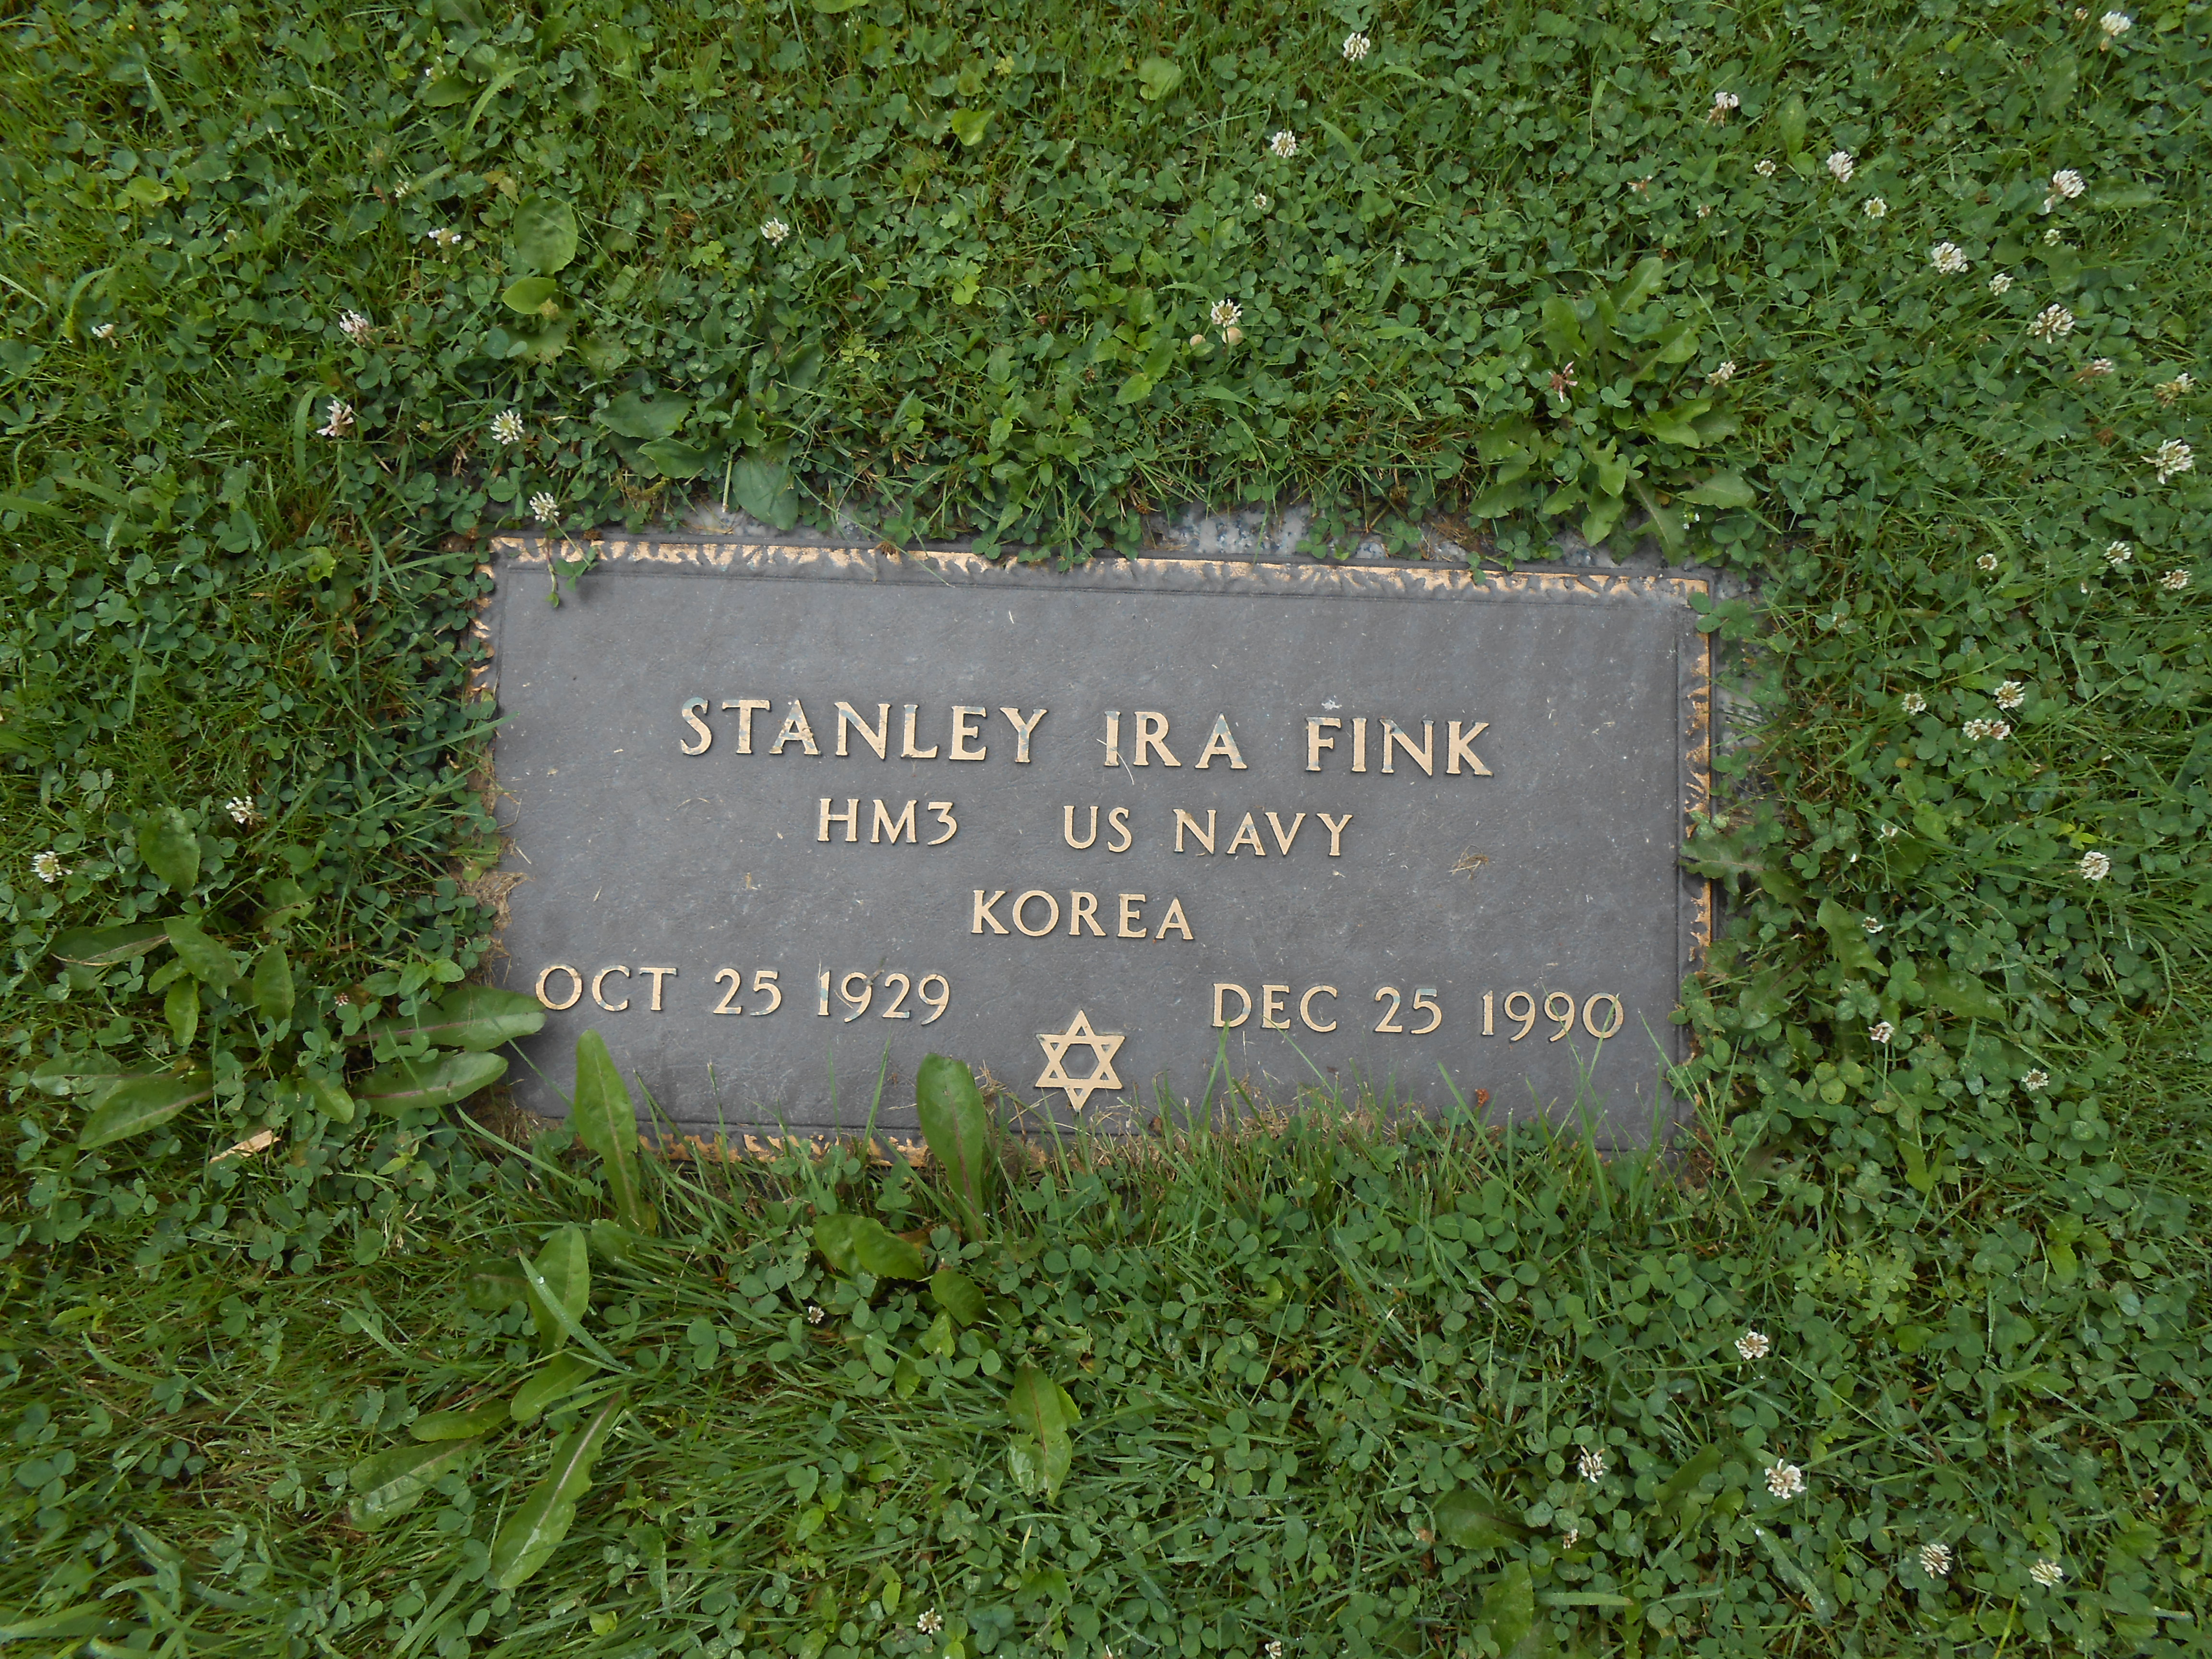 STANLEY IRA FINK
HM3 US NAVY
KOREA
OCT 25 1929 DEC 25 1990